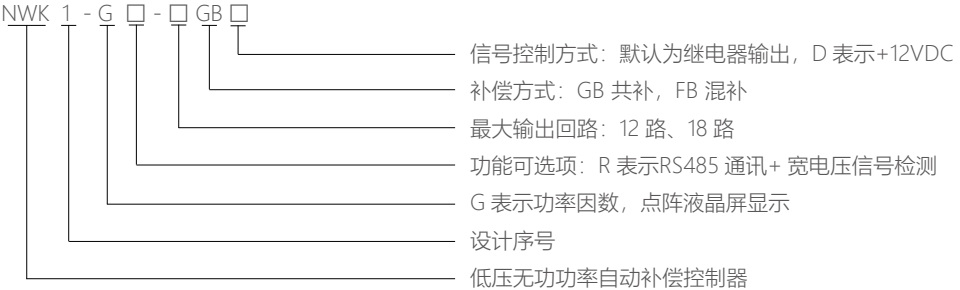 NWK 1 - G □ - □ GB □
信号控制方式：默认为继电器输出，D 表示+12VDC
补偿方式：GB 共补，FB 混补
最大输出回路：12 路、18 路
功能可选项：R 表示RS485 通讯+ 宽电压信号检测
G 表示功率因数，点阵液晶屏显示
设计序号
低压无功功率自动补偿控制器